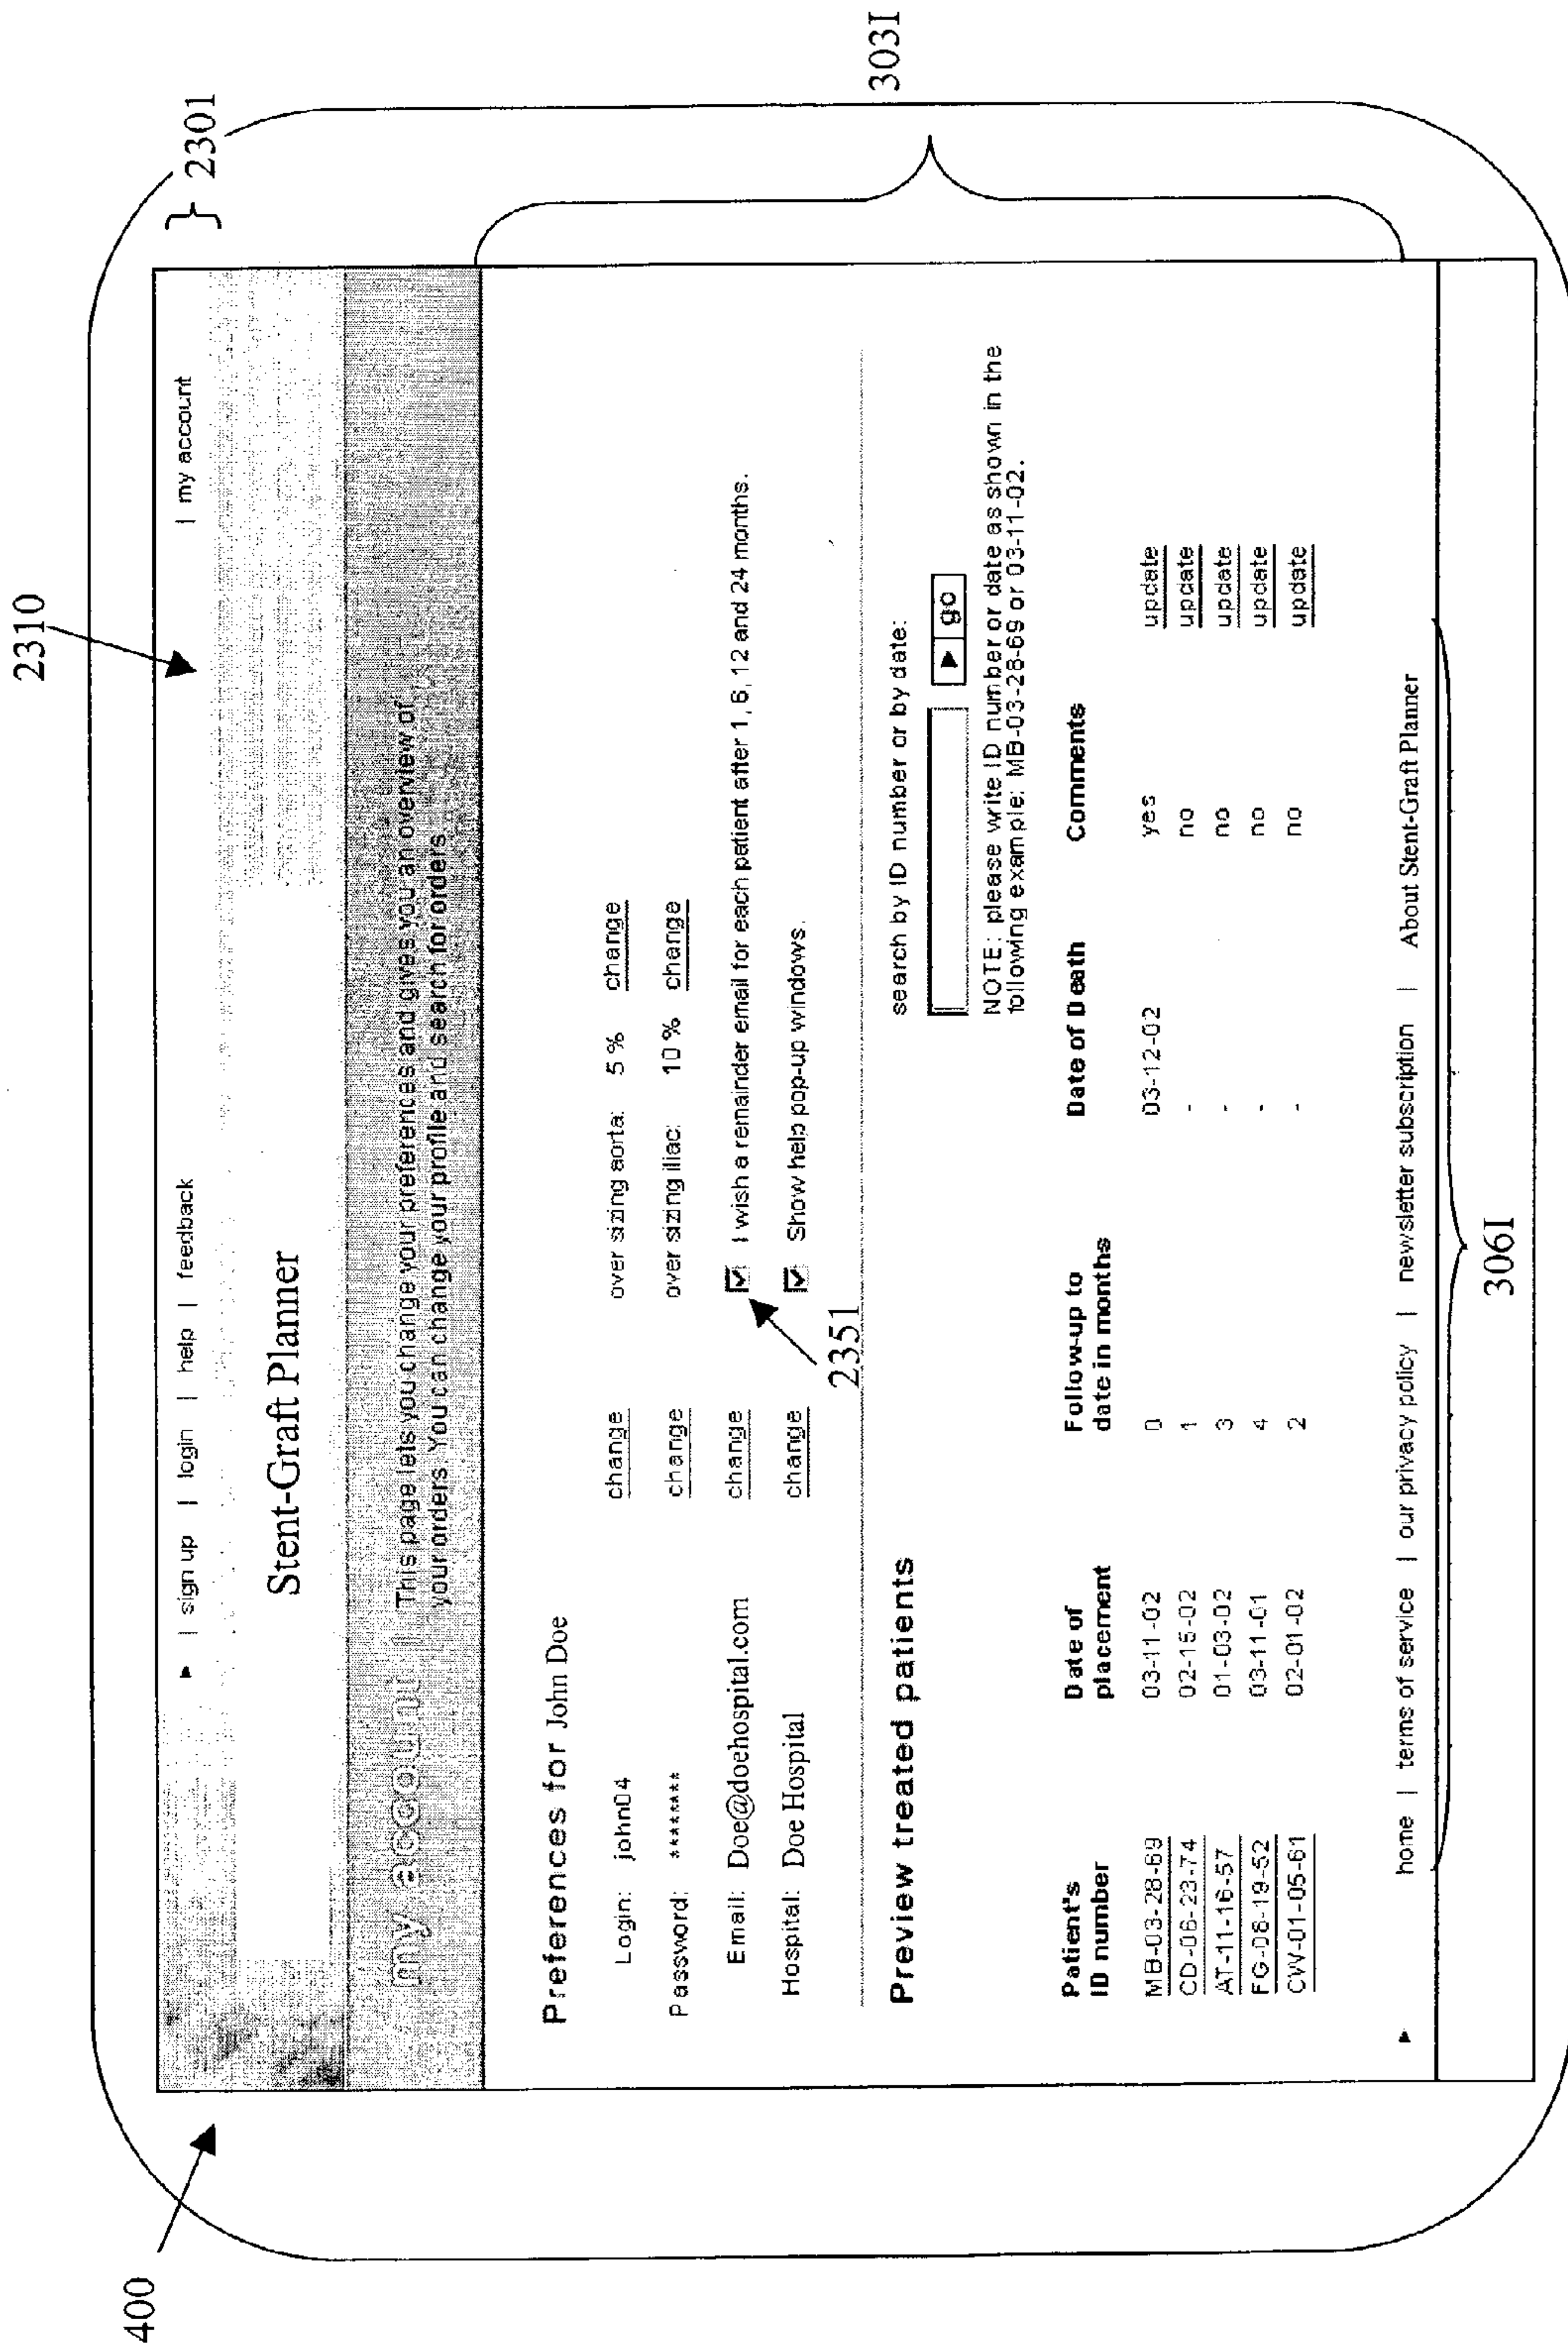 2310
400
2301
▶ | sign up | login | help | feedback | my account
Stent-Graft Planner
my account | This page lets you change your preferences and gives you an overview of
your orders. You can change your profile and search for orders
303I
Preferences for John Doe
Login: john04 change over sizing aorta: 5 % change
Password: ******* change over sizing iliac: 10 % change
Email: Doe@doehospital.com change I wish a remainder email for each patient after 1, 6, 12 and 24 months.
Hospital: Doe Hospital change Show help pop-up windows.
2351
Preview treated patients
search by ID number or by date:
▶ go
NOTE: please write ID number or date as shown in the
following example: MB-03-28-69 or 03-11-02.
Patient's Date of Follow-up to Date of Death Comments
ID number placement date in months
MB-03-28-69 03-11-02 0 03-12-02 yes update
CD-06-23-74 02-15-02 1 - no update
AT-11-16-57 01-03-02 3 - no update
FG-08-19-52 03-11-01 4 - no update
CW-01-05-61 02-01-02 2 - no update
▶ home | terms of service | our privacy policy | newsletter subscription | About Stent-Graft Planner
306I